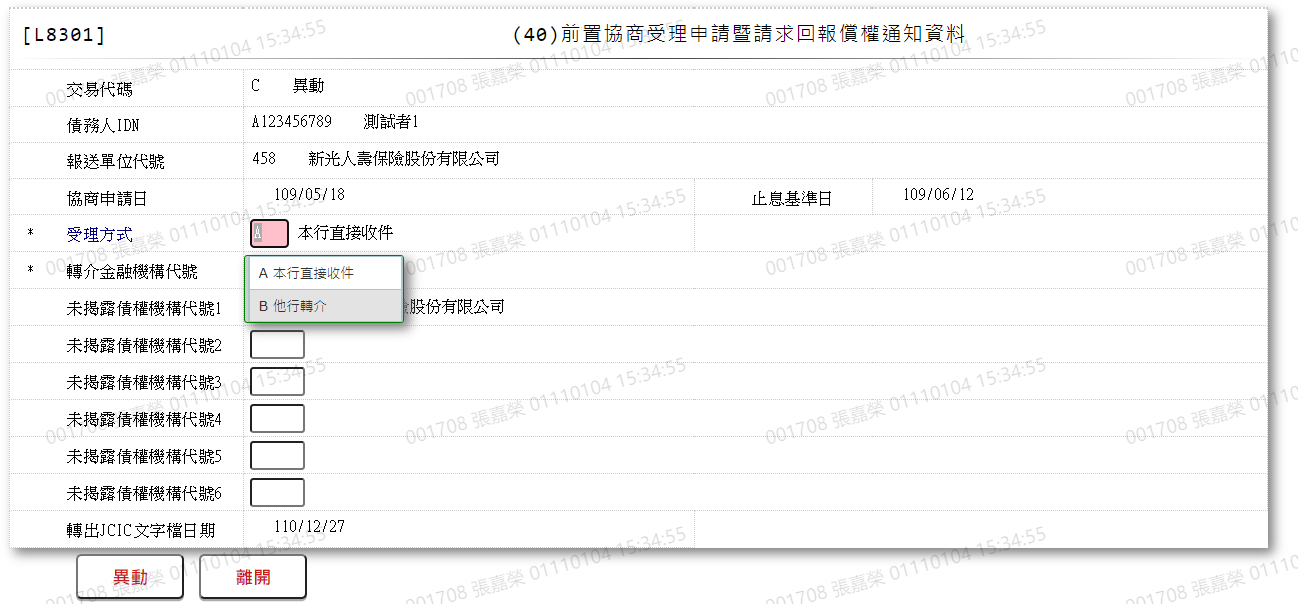 [L8301] (40)前置協商受理申請暨請求回報償權通知資料
交易代碼 C 異動
債務人IDN A123456789 測試者1
報送單位代號 458 新光人壽保險股份有限公司
協商申請日 109/05/18 止息基準日 109/06/12
* 受理方式 A 本行直接收件
* 轉介金融機構代號
A 本行直接收件
B 他行轉介
未揭露債權機構代號1 股份有限公司
未揭露債權機構代號2
未揭露債權機構代號3
未揭露債權機構代號4
未揭露債權機構代號5
未揭露債權機構代號6
轉出JCIC文字檔日期 110/12/27
異動 離開
001708 張嘉榮 01110104 15:34:55